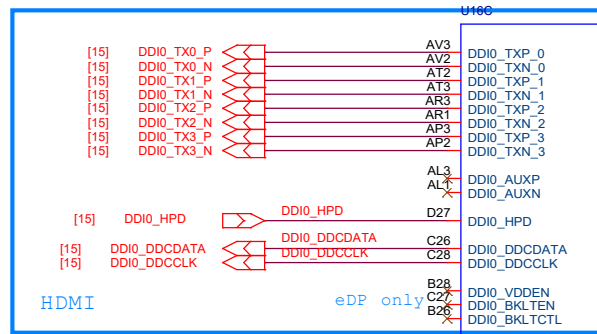 U16C
[15] DDI0_TX0_P AV3 DDI0_TXP_0
[15] DDI0_TX0_N AV2 DDI0_TXN_0
[15] DDI0_TX1_P AT2 DDI0_TXP_1
[15] DDI0_TX1_N AT3 DDI0_TXN_1
[15] DDI0_TX2_P AR3 DDI0_TXP_2
[15] DDI0_TX2_N AR1 DDI0_TXN_2
[15] DDI0_TX3_P AP3 DDI0_TXP_3
[15] DDI0_TX3_N AP2 DDI0_TXN_3
AL3 DDI0_AUXP
AL1 DDI0_AUXN
[15] DDI0_HPD DDI0_HPD D27 DDI0_HPD
[15] DDI0_DDCDATA DDI0_DDCDATA C26 DDI0_DDCDATA
[15] DDI0_DDCCLK DDI0_DDCCLK C28 DDI0_DDCCLK
B28 DDI0_VDDEN
HDMI eDP only C27 DDI0_BKLTEN
B26 DDI0_BKLTCTL